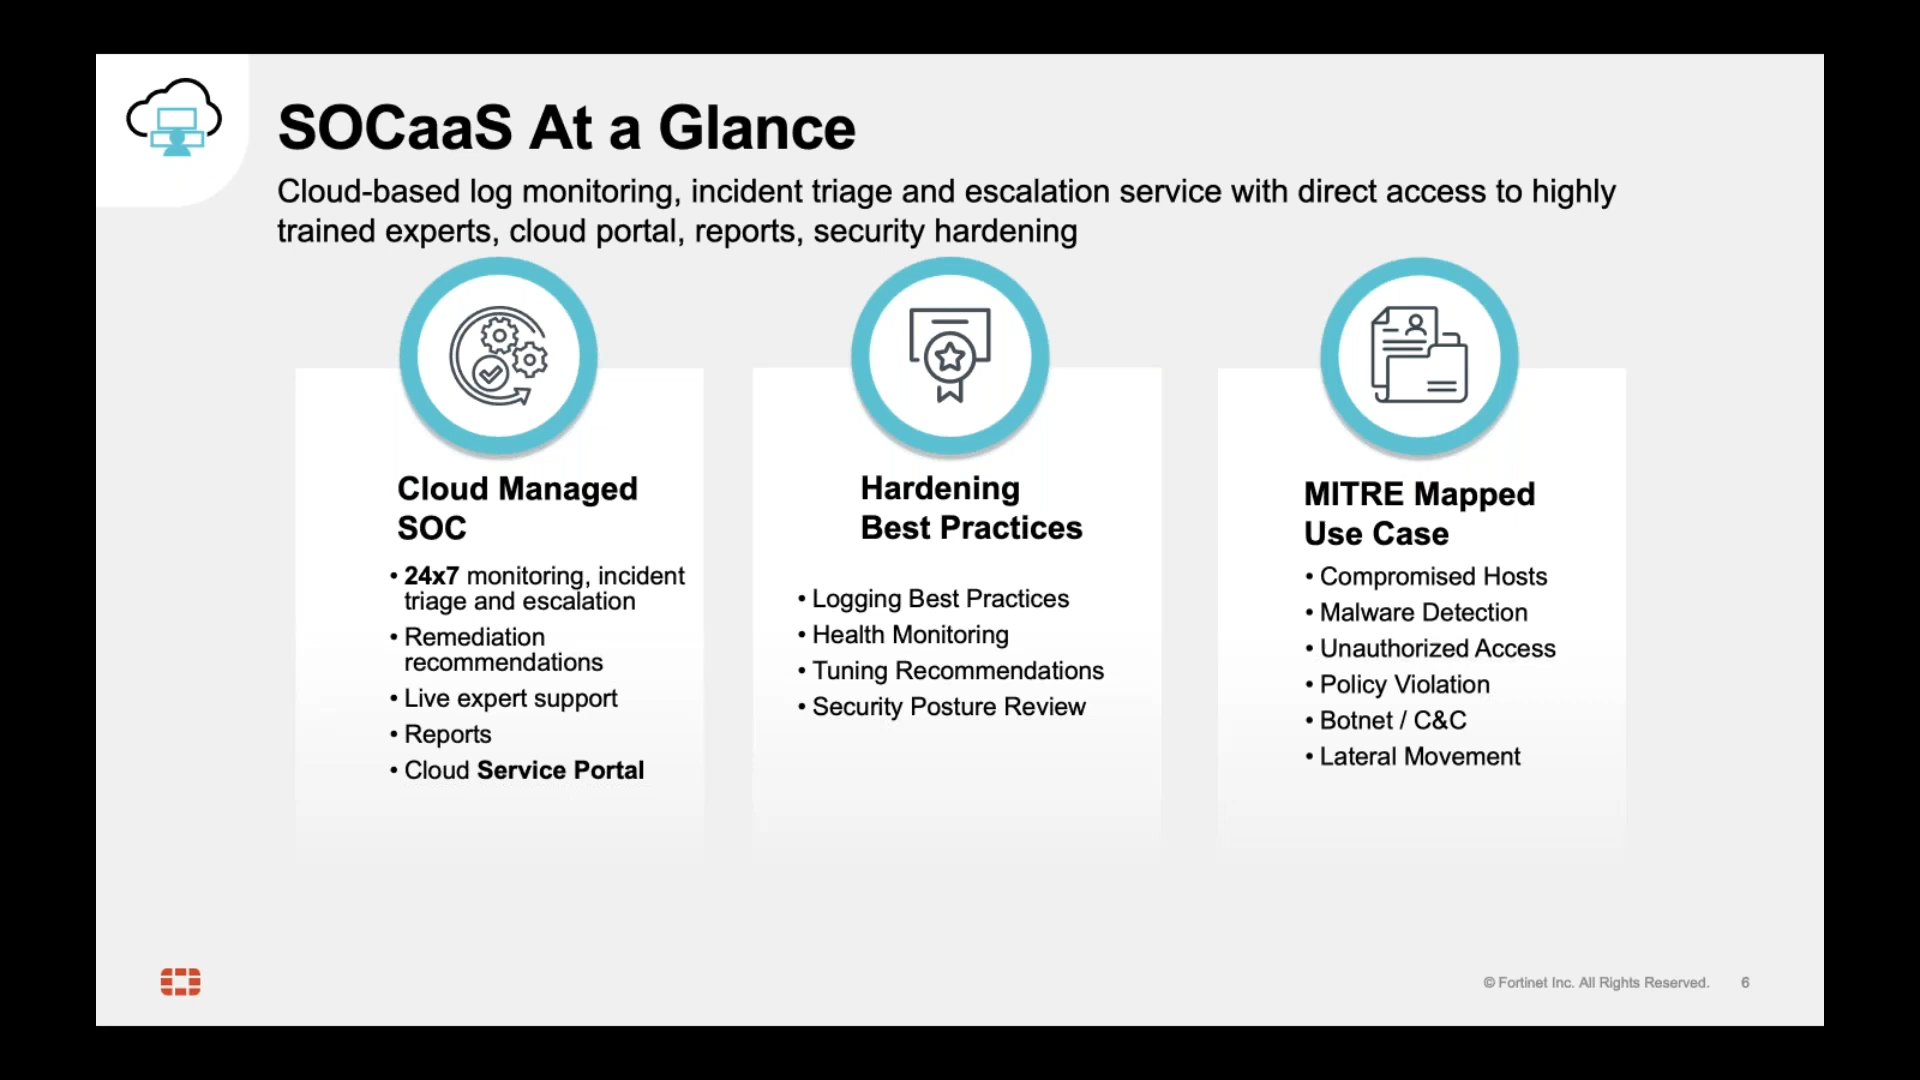 SOCaaS At a Glance
Cloud-based log monitoring, incident triage and escalation service with direct access to highly
trained experts, cloud portal, reports, security hardening
Cloud Managed
SOC
• 24x7 monitoring, incident
triage and escalation
• Remediation
recommendations
• Live expert support
• Reports
• Cloud Service Portal
Hardening
Best Practices
• Logging Best Practices
• Health Monitoring
• Tuning Recommendations
• Security Posture Review
MITRE Mapped
Use Case
• Compromised Hosts
• Malware Detection
• Unauthorized Access
• Policy Violation
• Botnet / C&C
• Lateral Movement
© Fortinet Inc. All Rights Reserved. 6